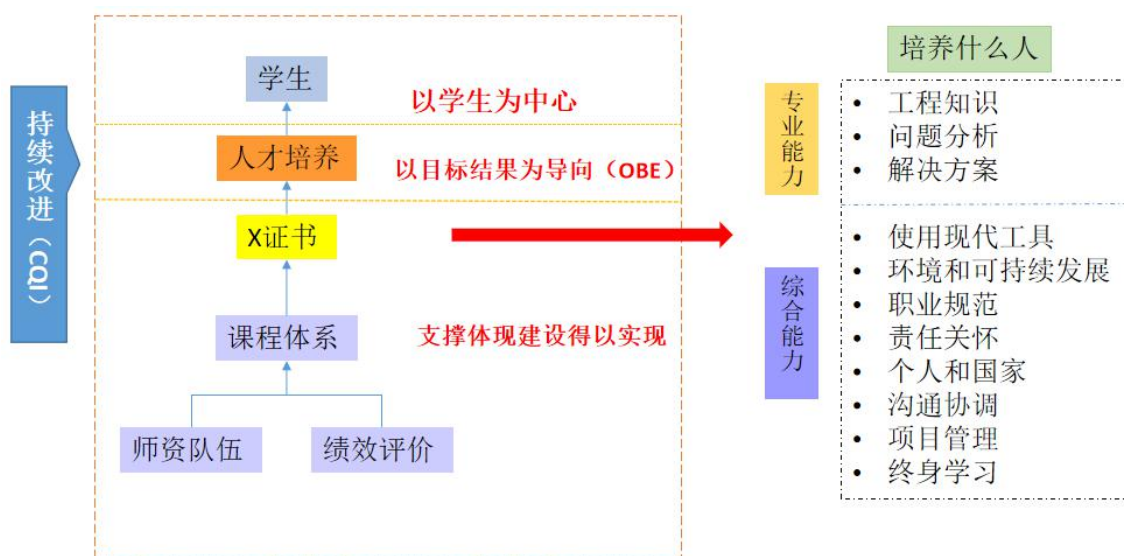 持续改进（CQI）
学生
以学生为中心
人才培养
以目标结果为导向（OBE）
X证书
课程体系
支撑体现建设得以实现
师资队伍
绩效评价
培养什么人
专业能力
• 工程知识
• 问题分析
• 解决方案
综合能力
• 使用现代工具
• 环境和可持续发展
• 职业规范
• 责任关怀
• 个人和国家
• 沟通协调
• 项目管理
• 终身学习